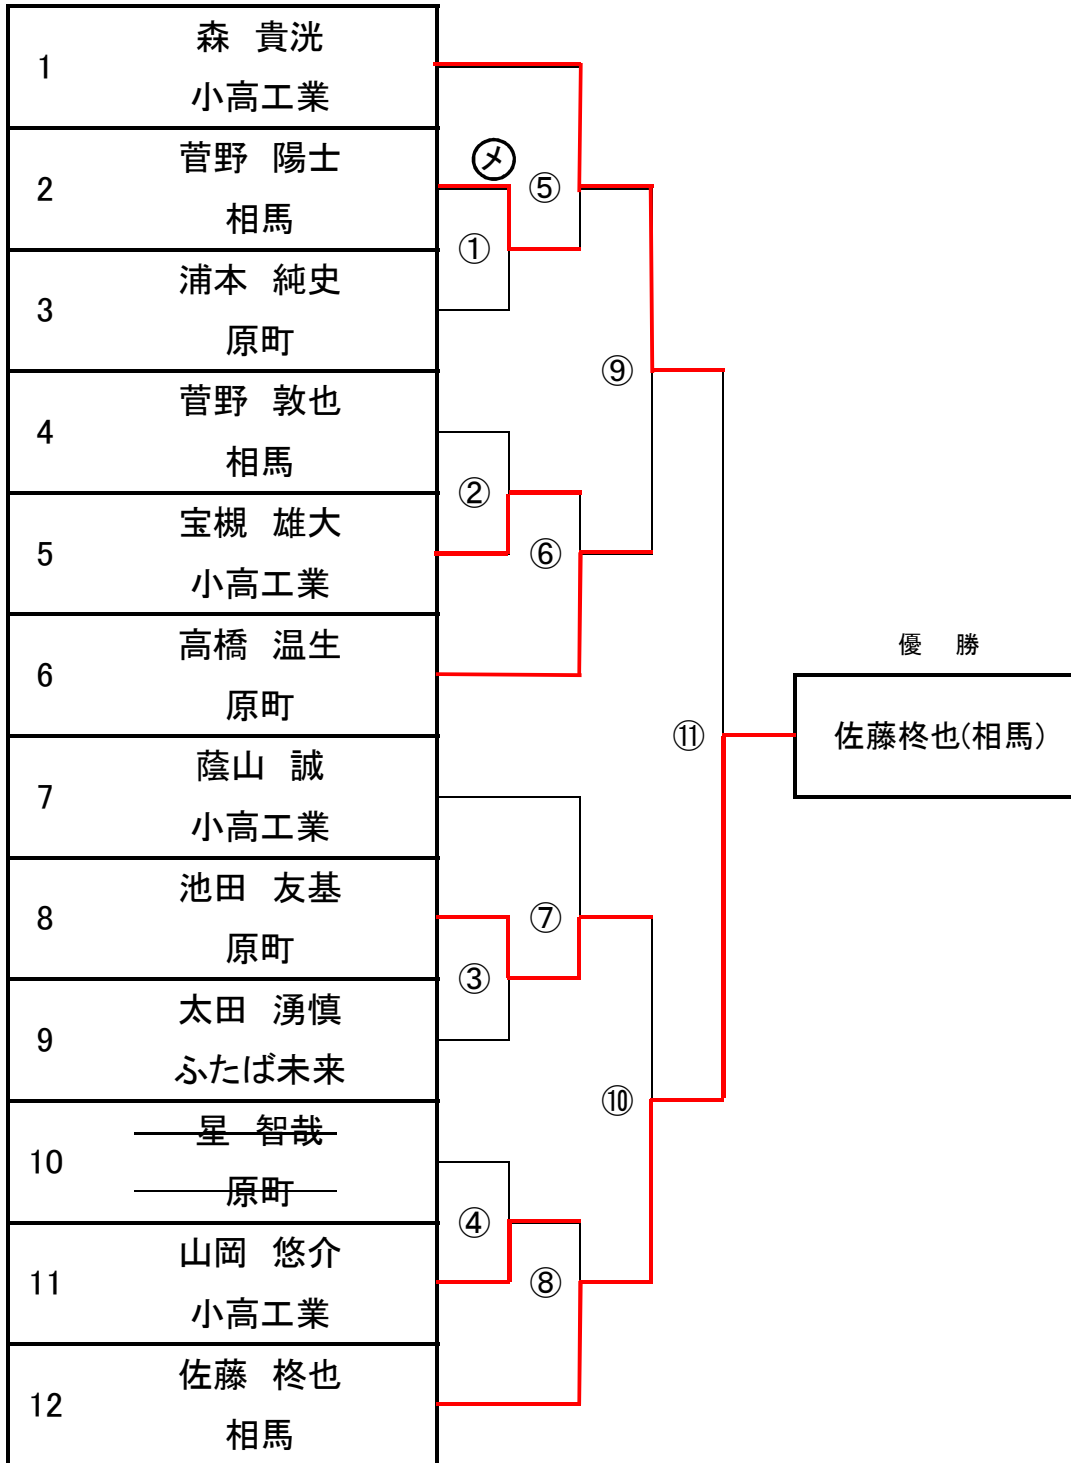 1
森 貴洸
小高工業
2
菅野 陽士
相馬
3
浦本 純史
原町
4
菅野 敦也
相馬
5
宝槻 雄大
小高工業
6
高橋 温生
原町
7
蔭山 誠
小高工業
8
池田 友基
原町
9
太田 湧慎
ふたば未来
10
星 智哉
原町
11
山岡 悠介
小高工業
12
佐藤 柊也
相馬
メ
①
②
③
④
⑤
⑥
⑦
⑧
⑨
⑩
⑪
優 勝
佐藤柊也(相馬)